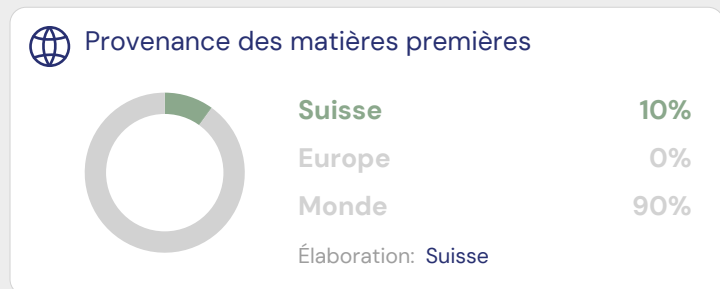 Provenance des matières premières
Suisse 10%
Europe 0%
Monde 90%
Élaboration: Suisse